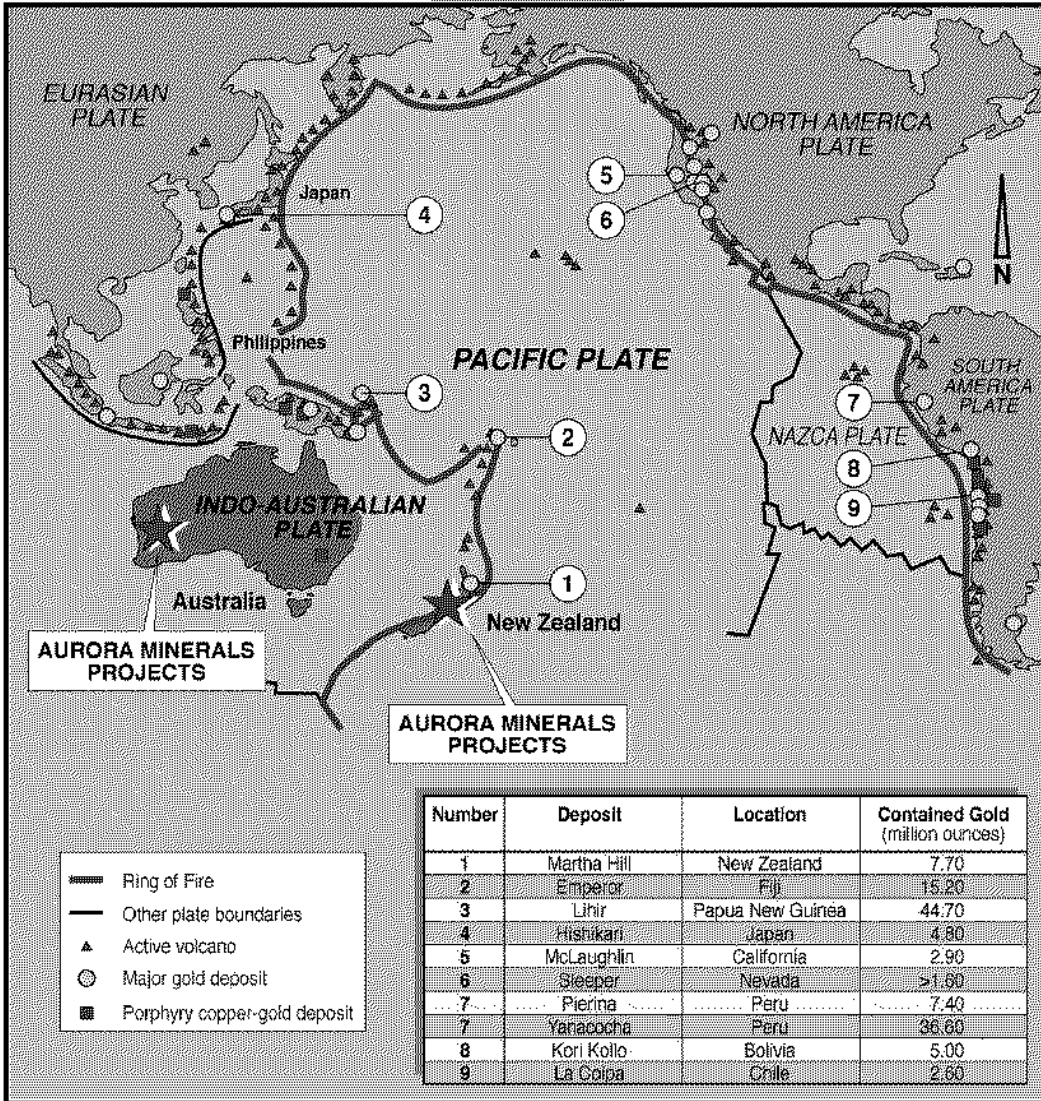 EURASIAN
PLATE
NORTH AMERICA
PLATE
Japan
5
4
6
N
Philippines
PACIFIC PLATE
SOUTH
AMERICA
PLATE
3
7
2
NAZCA PLATE
8
INDO-AUSTRALIAN
PLATE
9
1
Australia
New Zealand
AURORA MINERALS
PROJECTS
AURORA MINERALS
PROJECTS
Number Deposit Location Contained Gold
(million ounces)
1 Martha Hill New Zealand 7.70
2 Emperor Fiji 15.20
3 Lihir Papua New Guinea 44.70
4 Hishikari Japan 4.80
5 McLaughlin California 2.90
6 Sleeper Nevada >1.60
7 Pierina Peru 7.40
7 Yanacocha Peru 36.60
8 Kori Kollo Bolivia 5.00
9 La Coipa Chile 2.60
Ring of Fire
Other plate boundaries
Active volcano
Major gold deposit
Porphyry copper-gold deposit